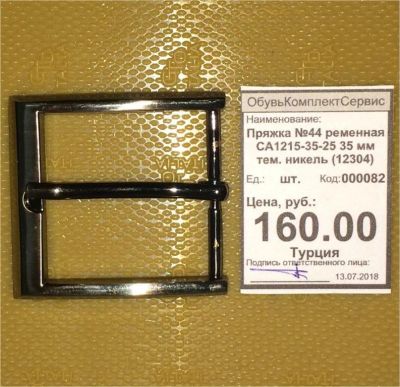 ОбувьКомплектСервис
Наименование:
Пряжка №44 ременная
СА1215-35-25 35 мм
тем. никель (12304)
Ед.: шт. Код:000082
Цена, руб.:
160.00
Турция
Подпись ответственного лица:
13.07.2018